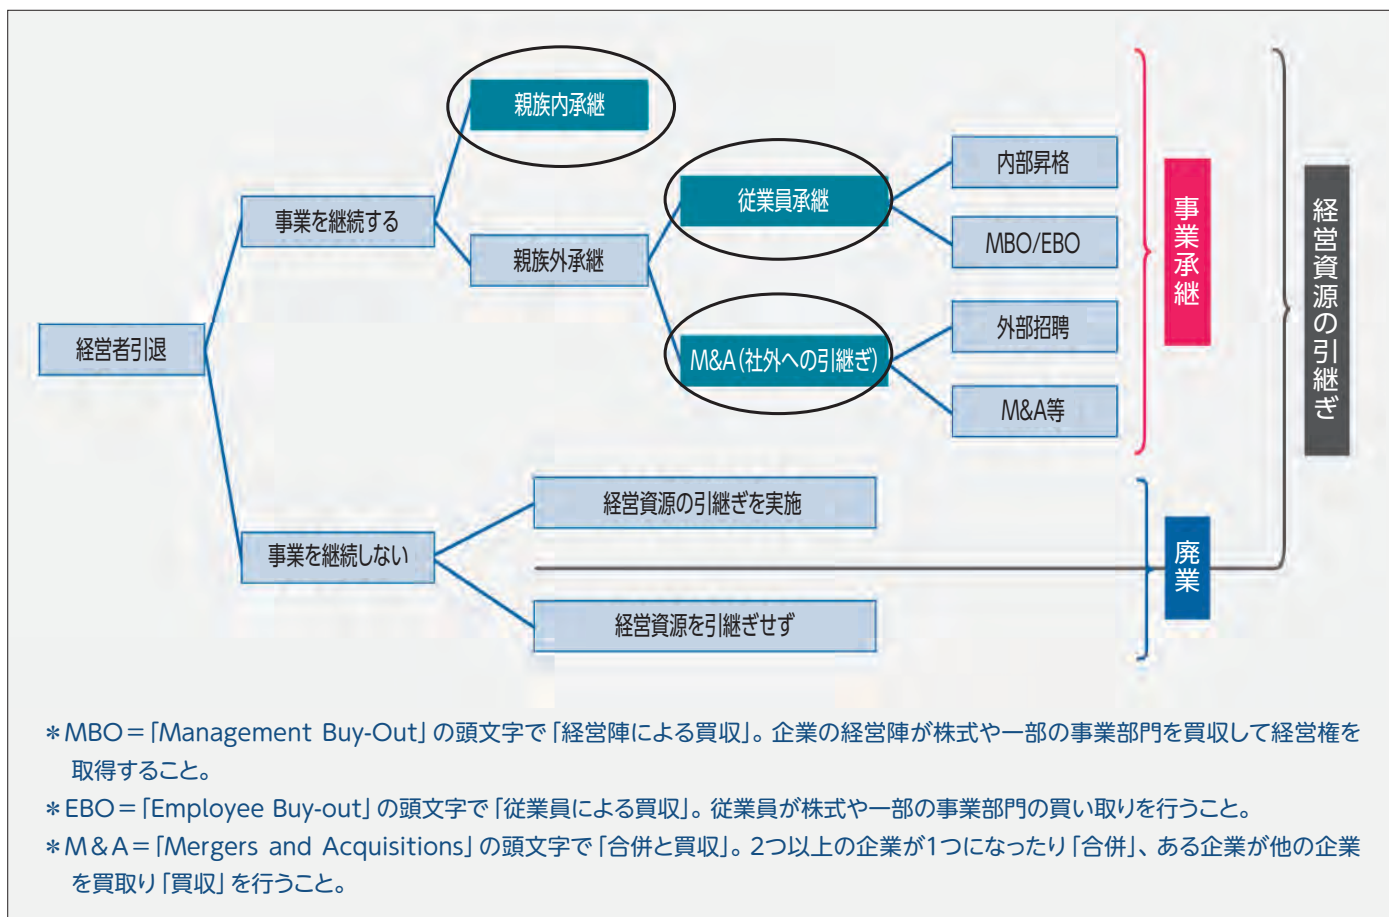 親族内承継
内部昇格
従業員承継
事業を継続する
MBO/EBO
親族外承継
外部招聘
経営者引退
M&A(社外への引継ぎ)
M&A等
事業承継
経営資源の引継ぎ
経営資源の引継ぎを実施
事業を継続しない
廃業
経営資源を引継ぎせず
＊MBO＝「Management Buy-Out」の頭文字で「経営陣による買収」。企業の経営陣が株式や一部の事業部門を買収して経営権を
取得すること。
＊EBO＝「Employee Buy-out」の頭文字で「従業員による買収」。従業員が株式や一部の事業部門の買い取りを行うこと。
＊M&A＝「Mergers and Acquisitions」の頭文字で「合併と買収」。2つ以上の企業が1つになったり「合併」、ある企業が他の企業
を買取り「買収」を行うこと。